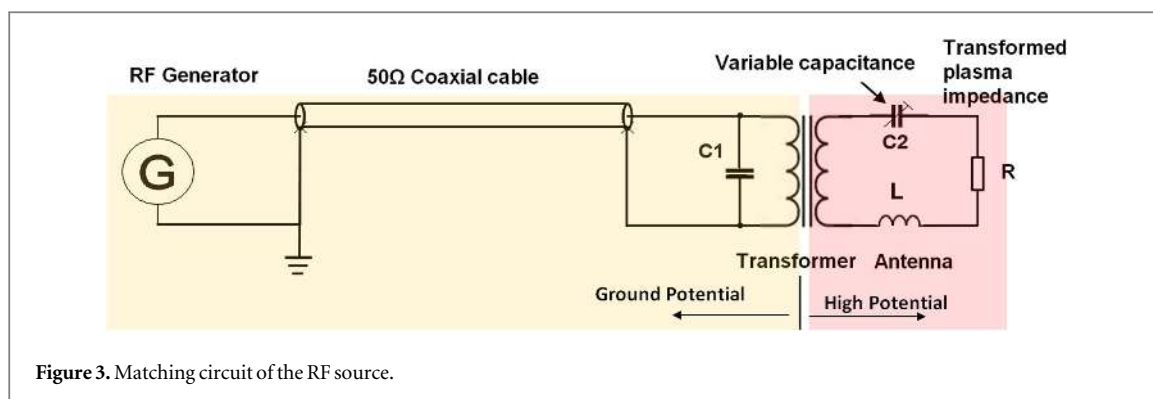 RF Generator
50Ω Coaxial cable
Variable capacitance
Transformed
plasma
impedance
G
C1
C2
R
L
Transformer
Antenna
Ground Potential
High Potential
Figure 3. Matching circuit of the RF source.